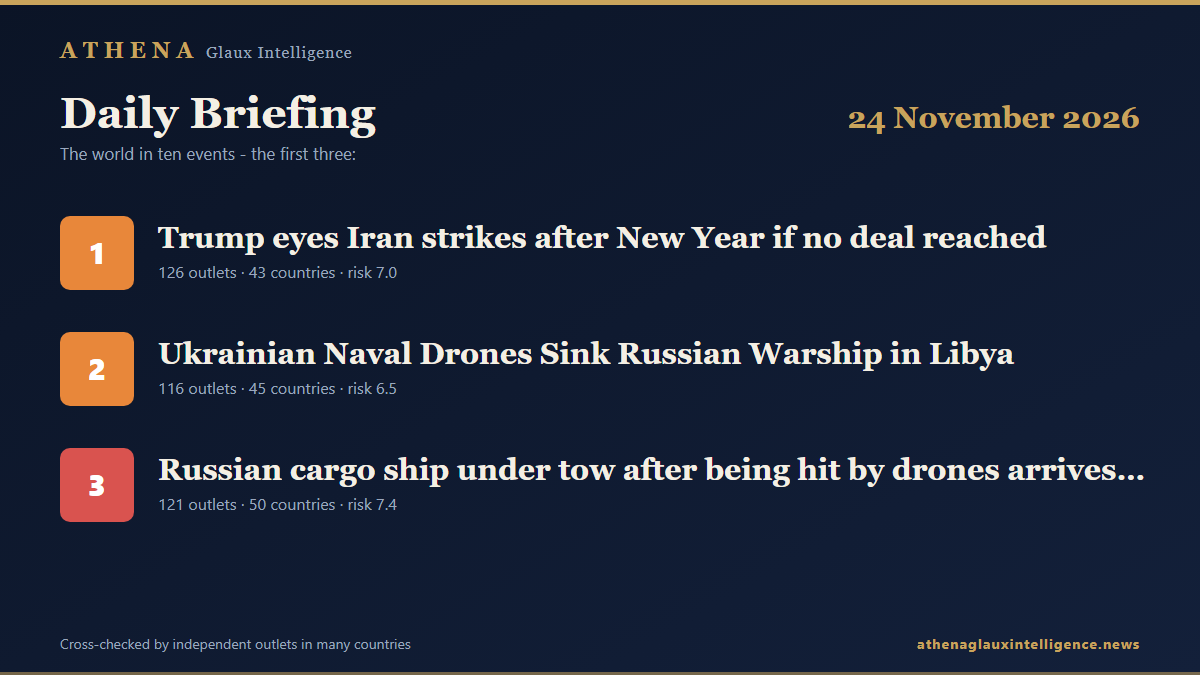 ATHENA Glaux Intelligence
Daily Briefing
24 November 2026
The world in ten events - the first three:
1
Trump eyes Iran strikes after New Year if no deal reached
126 outlets · 43 countries · risk 7.0
2
Ukrainian Naval Drones Sink Russian Warship in Libya
116 outlets · 45 countries · risk 6.5
3
Russian cargo ship under tow after being hit by drones arrives...
121 outlets · 50 countries · risk 7.4
Cross-checked by independent outlets in many countries
athenaglauxintelligence.news